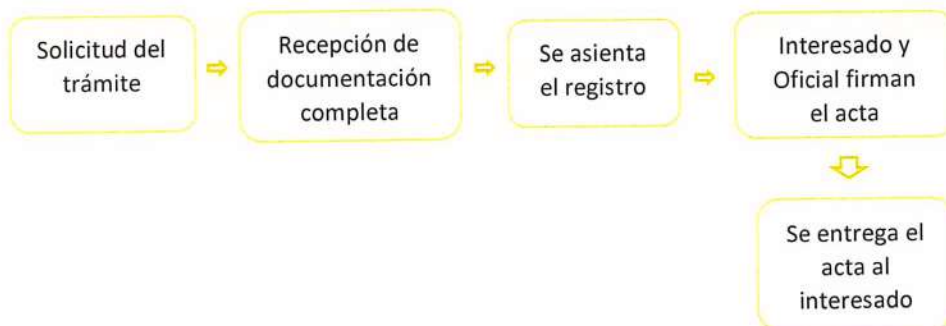 Solicitud del
trámite
Recepción de
documentación
completa
Se asienta
el registro
Interesado y
Oficial firman
el acta
Se entrega el
acta al
interesado